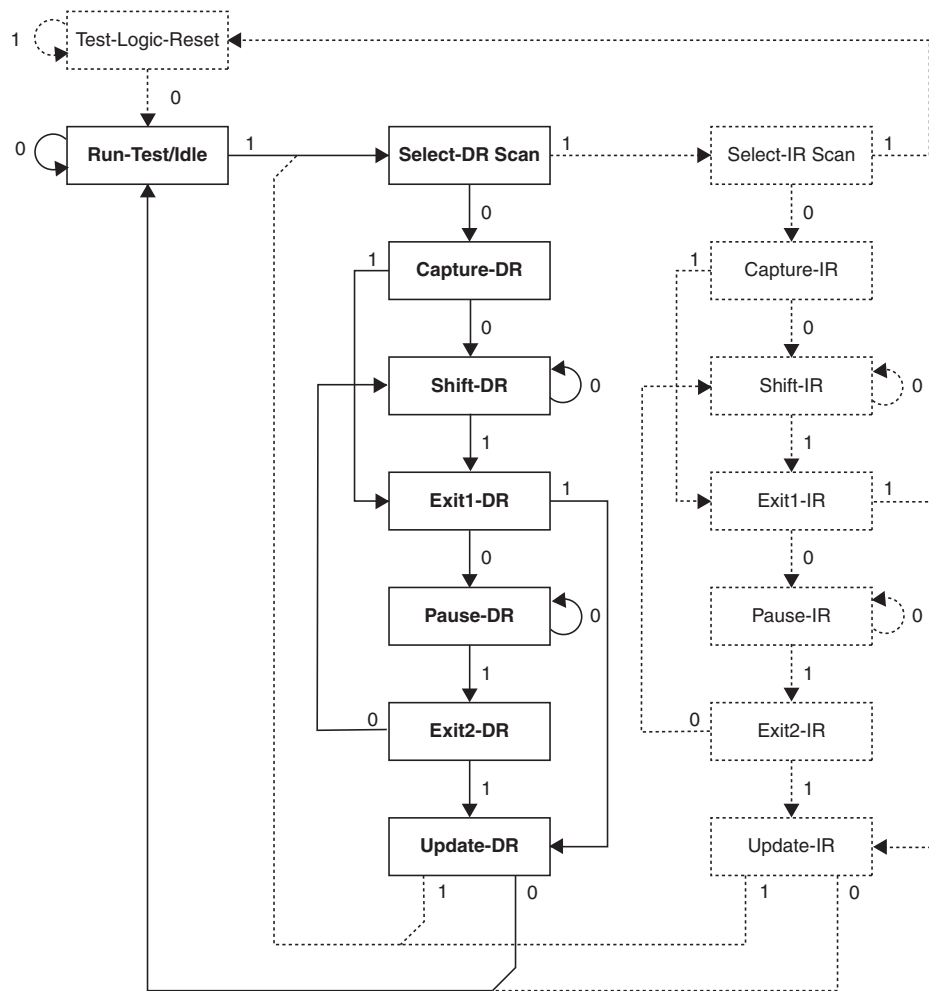 1 Test-Logic-Reset
0
0 Run-Test/Idle 1 Select-DR Scan 1 Select-IR Scan 1
0 0
1 Capture-DR 1 Capture-IR
0 0
Shift-DR 0 Shift-IR 0
1 1
Exit1-DR 1 Exit1-IR 1
0 0
Pause-DR 0 Pause-IR 0
1 1
0 Exit2-DR 0 Exit2-IR
1 1
Update-DR Update-IR
1 0 1 0